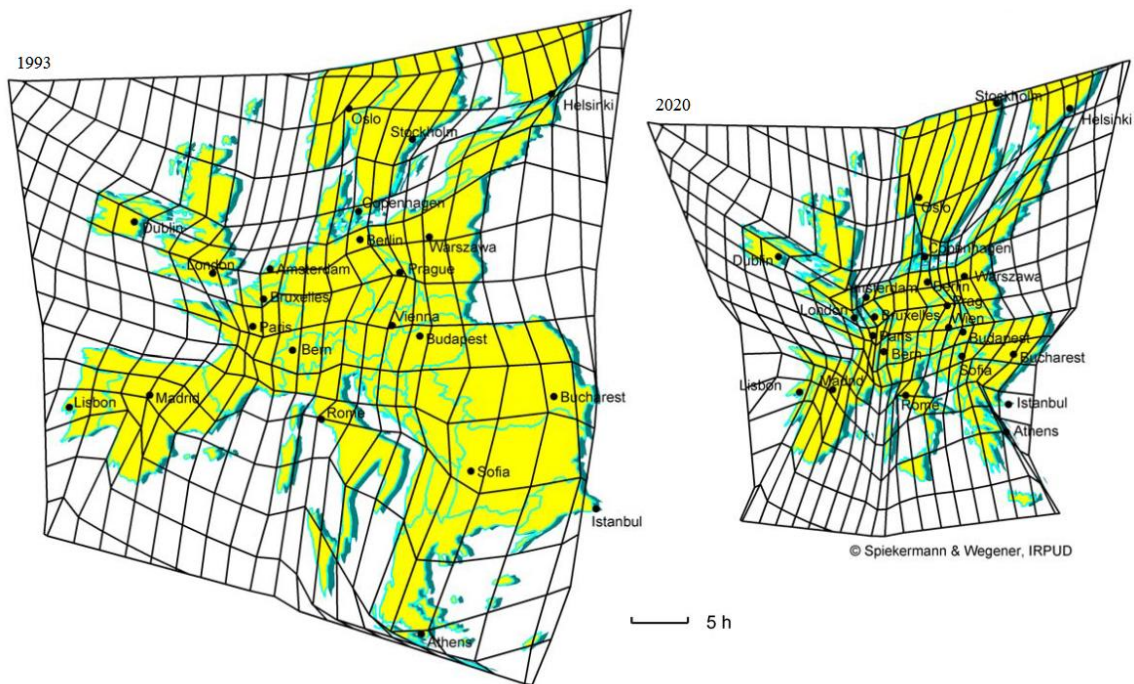 1993
Oslo
Helsinki
Stockholm
Copenhagen
Dublin
Berlin
Warszawa
London
Amsterdam
Prague
Bruxelles
Paris
Vienna
Budapest
Bern
Lisbon
Madrid
Rome
Bucharest
Sofia
Istanbul
Athens
2020
Stockholm
Helsinki
Oslo
Copenhagen
Dublin
Warszawa
Berlin
Amsterdam
Prag
London
Bruxelles
Wien
Paris
Budapest
Bern
Bucharest
Sofia
Lisbon
Madrid
Rome
Istanbul
Athens
© Spiekermann & Wegener, IRPUD
5 h